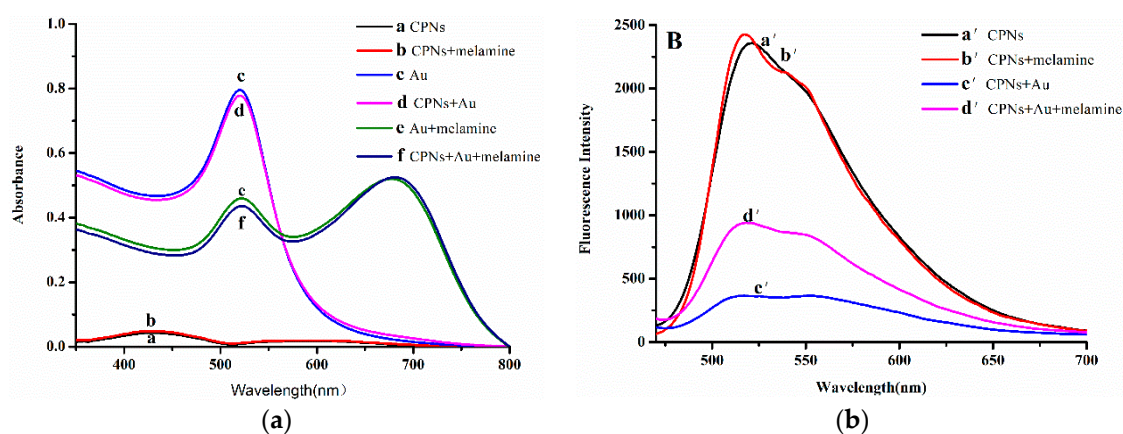 1.0
0.8
0.6
0.4
0.2
0.0
Absorbance
a CPNs
b CPNs+melamine
c Au
d CPNs+Au
e Au+melamine
f CPNs+Au+melamine
c
d
e
f
b
a
400 500 600 700 800
Wavelength(nm)
(a)
B
2500
2000
1500
1000
500
0
Fluorescence Intensity
a′ CPNs
b′ CPNs+melamine
c′ CPNs+Au
d′ CPNs+Au+melamine
a′
b′
d′
c′
500 550 600 650 700
Wavelength(nm)
(b)